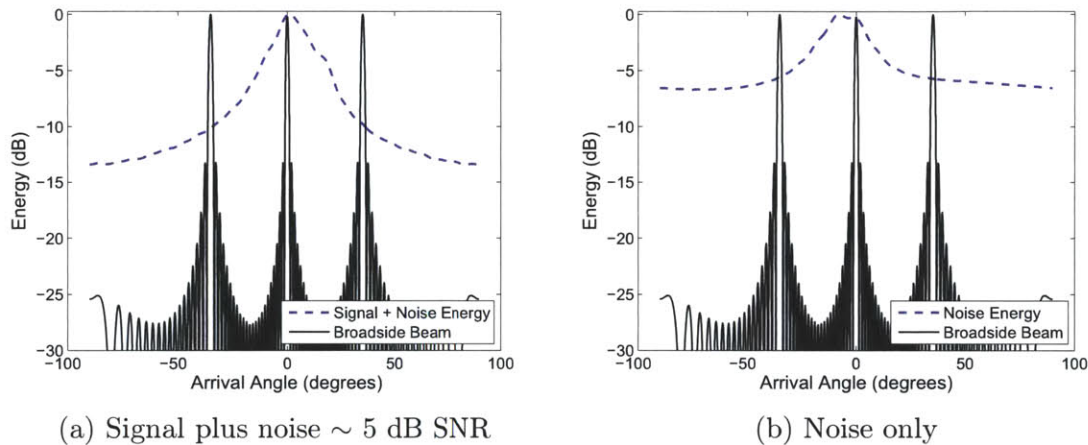 0
−5
−10
−15
−20
−25
−30
−100
−50
0
50
100
Energy (dB)
Arrival Angle (degrees)
Signal + Noise Energy
Broadside Beam
(a) Signal plus noise ∼ 5 dB SNR
0
−5
−10
−15
−20
−25
−30
−100
−50
0
50
100
Energy (dB)
Arrival Angle (degrees)
Noise Energy
Broadside Beam
(b) Noise only